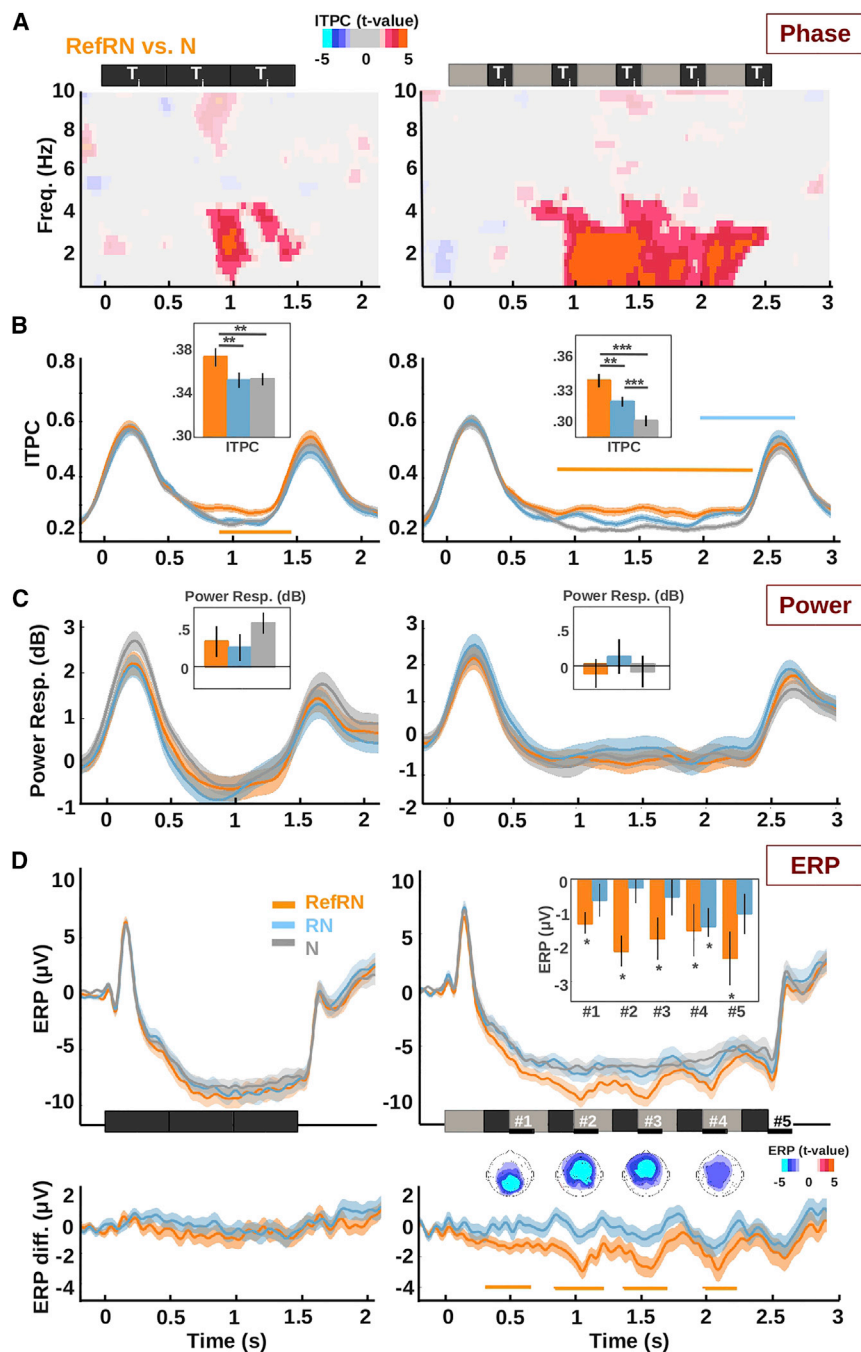 A
RefRN vs. N
ITPC (t-value)
-5 0 5
Phase
Ti Ti Ti
Ti Ti Ti Ti Ti
Freq. (Hz)
10
8
6
4
2
10
8
6
4
2
0 0.5 1 1.5 2
0 0.5 1 1.5 2 2.5 3
B
ITPC
0.8
0.6
0.4
0.2
.38
.34
.30
**
**
ITPC
0.8
0.6
0.4
0.2
.36
.33
.30
***
**
***
ITPC
0 0.5 1 1.5 2
0 0.5 1 1.5 2 2.5 3
C
Power
Power Resp. (dB)
3
2
1
0
-1
Power Resp. (dB)
.5
0
3
2
1
0
-1
-2
Power Resp. (dB)
.5
0
0 0.5 1 1.5 2
0 0.5 1 1.5 2 2.5 3
D
ERP
ERP (µV)
10
5
0
-5
-10
RefRN
RN
N
10
5
0
-5
-10
ERP (µV)
0
-1
-2
-3
* * * * * *
#1 #2 #3 #4 #5
#1 #2 #3 #4 #5
ERP (t-value)
-5 0 5
ERP diff. (µV)
2
0
-2
-4
2
0
-2
-4
0 0.5 1 1.5 2
0 0.5 1 1.5 2 2.5 3
Time (s)
Time (s)